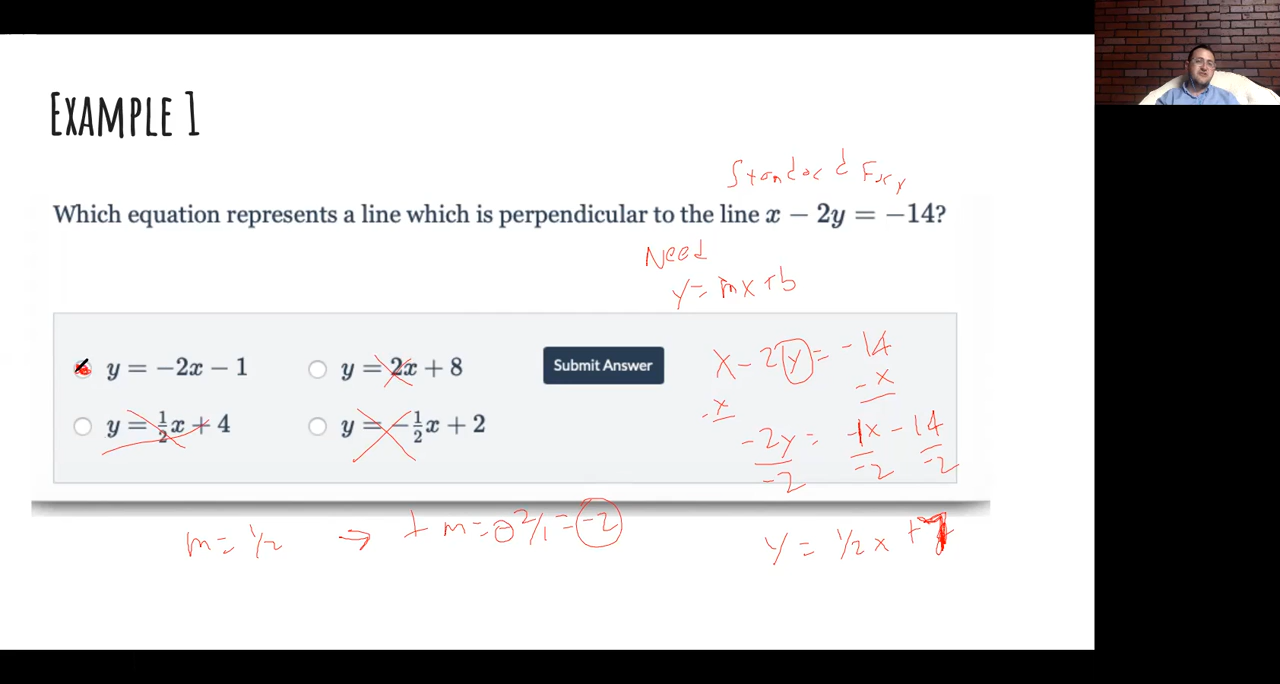 EXAMPLE 1
Standard Form
Which equation represents a line which is perpendicular to the line x − 2y = −14?
Need
y = mx + b
y = −2x − 1
y = 2x + 8
Submit Answer
y = 1/2x + 4
y = −1/2x + 2
x - 2y = -14
-x -x
-2y = -1x - 14
-2 -2 -2
m = 1/2 → ⊥ m = -2/1 = -2
y = 1/2x + 7